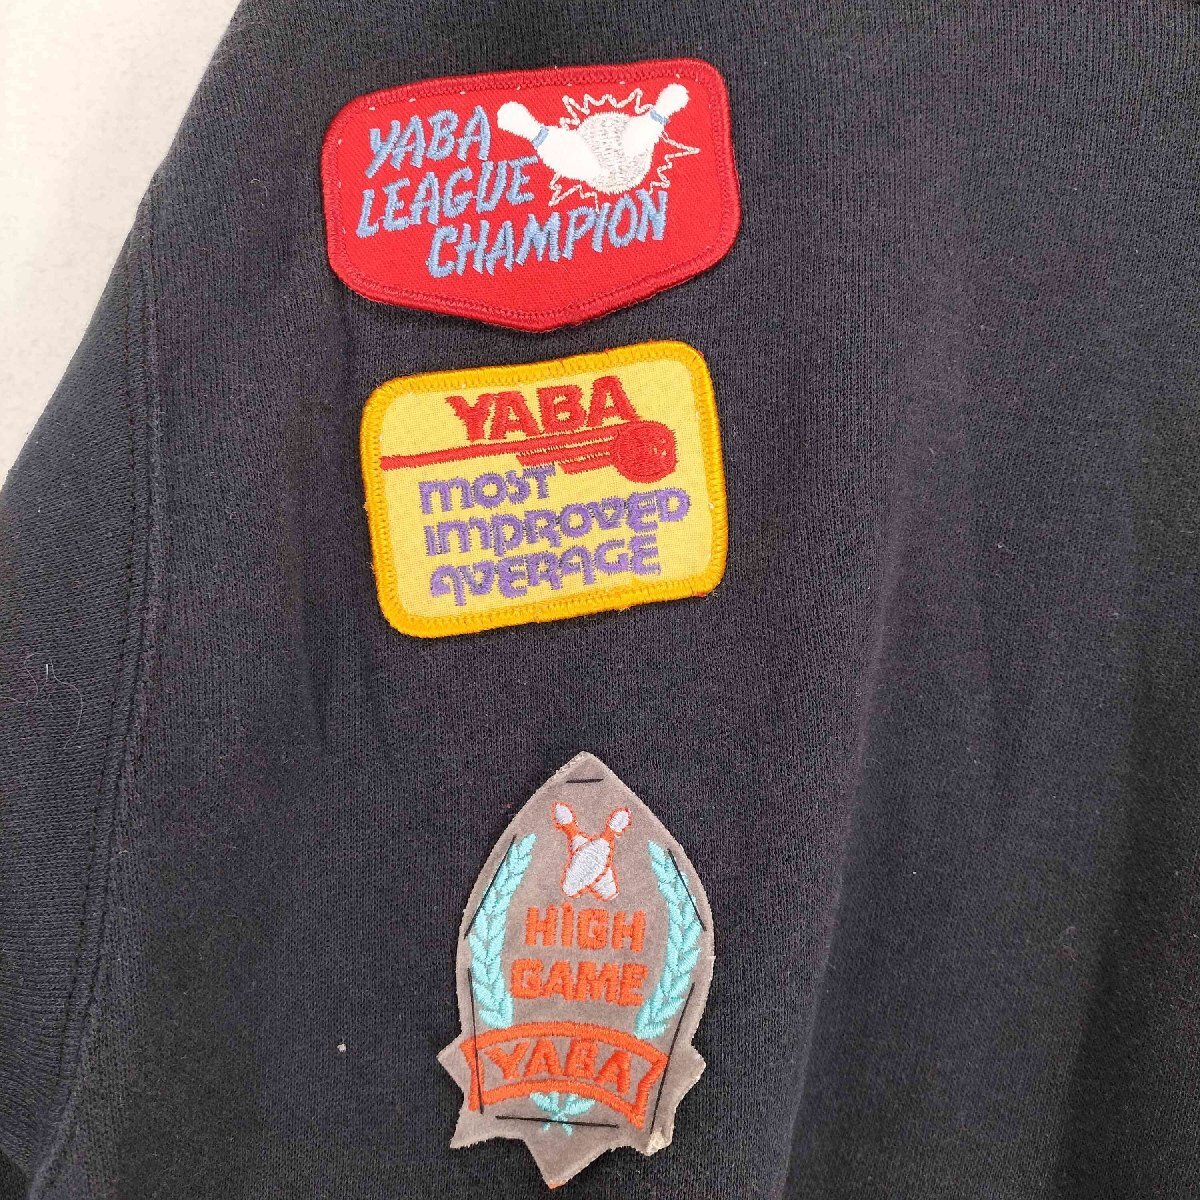 YABA
LEAGUE
CHAMPION
YABA
MOST
IMPROVED
AVERAGE
HIGH
GAME
YABA